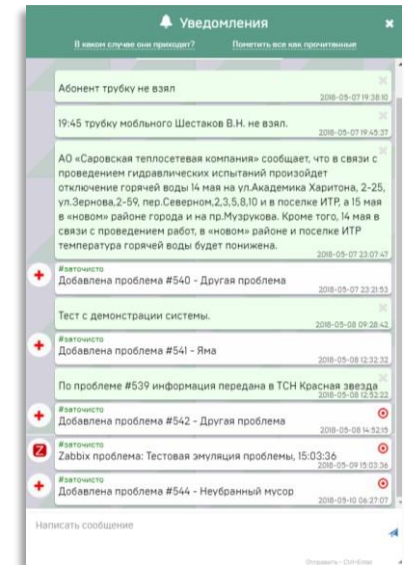 Уведомления
В каком случае они приходят? Пометить все как прочитанные
Абонент трубку не взял
2018-05-07 19:38:10
19:45 трубку мобльного Шестаков В.Н. не взял.
2018-05-07 19:45:37
АО «Саровская теплосетевая компания» сообщает, что в связи с
проведением гидравлических испытаний произойдет
отключение горячей воды 14 мая на ул.Академика Харитона, 2-25,
ул.Зернова,2-59, пер.Северном,2,3,5,8,10 и в поселке ИТР, а 15 мая
в «новом» районе города и на пр.Музрукова. Кроме того, 14 мая в
связи с проведением работ, в «новом» районе и поселке ИТР
температура горячей воды будет понижена.
2018-05-07 23:07:47
#заточисто
Добавлена проблема #540 - Другая проблема
2018-05-07 23:21:53
Тест с демонстрации системы.
2018-05-08 09:28:42
#заточисто
Добавлена проблема #541 - Яма
2018-05-08 12:32:32
По проблеме #539 информация передана в ТСН Красная звезда
2018-05-08 12:52:22
#заточисто
Добавлена проблема #542 - Другая проблема
2018-05-08 14:52:15
Z
#заточисто
Zabbix проблема: Тестовая эмуляция проблемы, 15:03:36
2018-05-09 15:03:36
#заточисто
Добавлена проблема #544 - Неубранный мусор
2018-05-10 06:27:07
Написать сообщение
Отправить - Ctrl+Enter